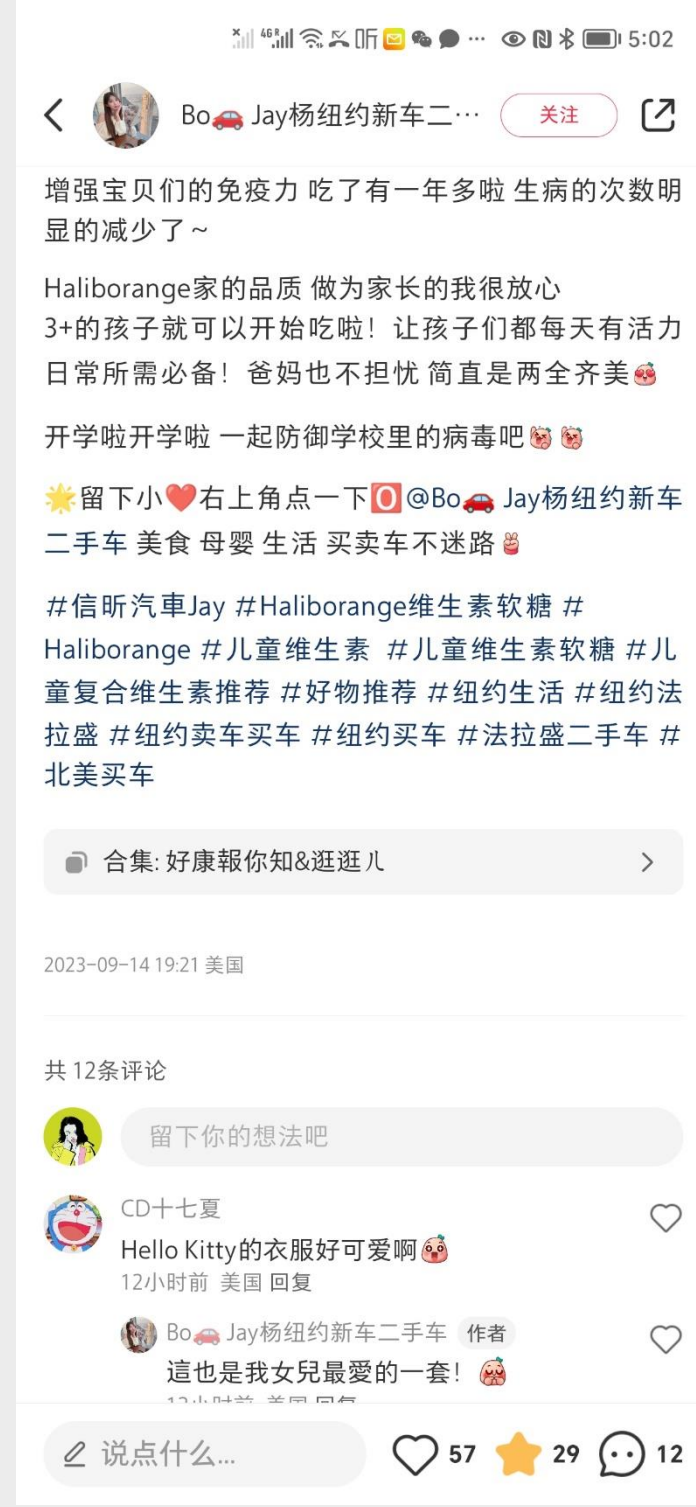 4GR 听 5:02
Bo Jay杨纽约新车二… 关注
增强宝贝们的免疫力 吃了有一年多啦 生病的次数明
显的减少了～
Haliborange家的品质 做为家长的我很放心
3+的孩子就可以开始吃啦！让孩子们都每天有活力
日常所需必备！爸妈也不担忧 简直是两全齐美
开学啦开学啦 一起防御学校里的病毒吧
🌟留下小❤️右上角点一下🅾️@Bo🚗 Jay杨纽约新车
二手车 美食 母婴 生活 买卖车不迷路
#信昕汽車Jay #Haliborange维生素软糖 #
Haliborange #儿童维生素 #儿童维生素软糖 #儿
童复合维生素推荐 #好物推荐 #纽约生活 #纽约法
拉盛 #纽约卖车买车 #纽约买车 #法拉盛二手车 #
北美买车
合集: 好康報你知&逛逛ㄦ
2023-09-14 19:21 美国
共 12条评论
留下你的想法吧
CD十七夏
Hello Kitty的衣服好可爱啊
12小时前 美国 回复
Bo🚗 Jay杨纽约新车二手车 作者
這也是我女兒最愛的一套！
说点什么... 57 29 12